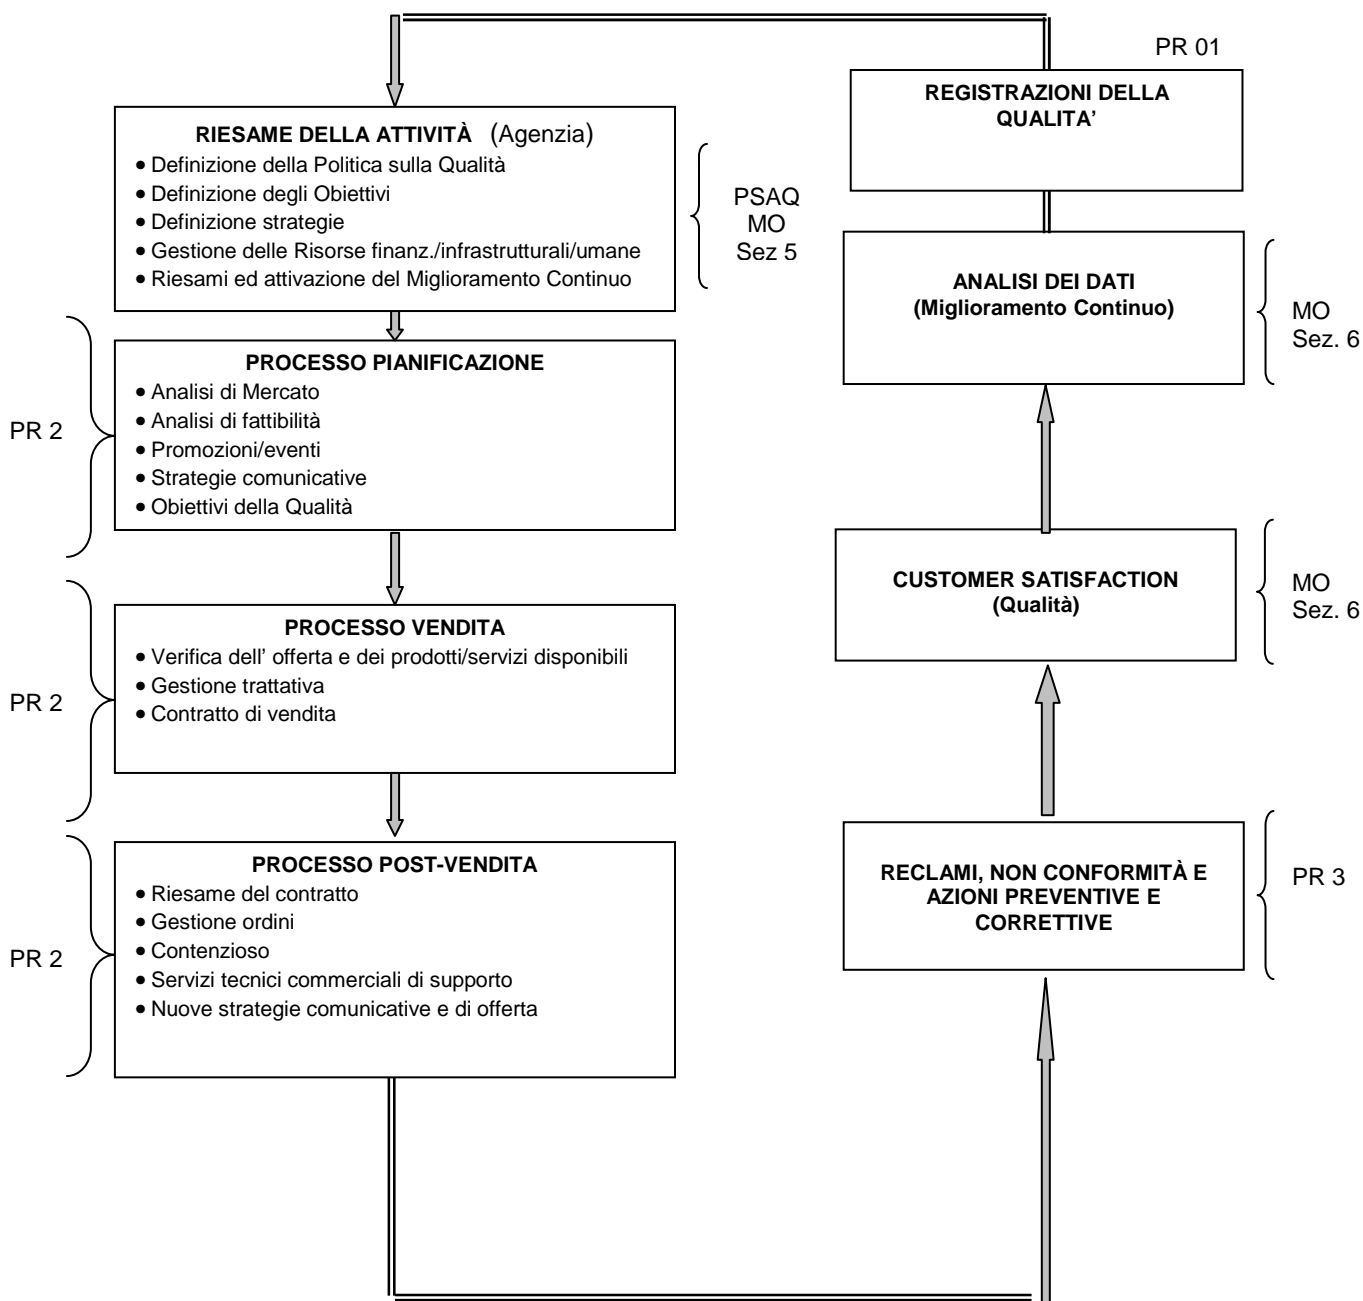 RIESAME DELLA ATTIVITÀ (Agenzia)
• Definizione della Politica sulla Qualità
• Definizione degli Obiettivi
• Definizione strategie
• Gestione delle Risorse finanz./infrastrutturali/umane
• Riesami ed attivazione del Miglioramento Continuo
PSAQ
MO
Sez 5
PR 2
PROCESSO PIANIFICAZIONE
• Analisi di Mercato
• Analisi di fattibilità
• Promozioni/eventi
• Strategie comunicative
• Obiettivi della Qualità
PR 2
PROCESSO VENDITA
• Verifica dell' offerta e dei prodotti/servizi disponibili
• Gestione trattativa
• Contratto di vendita
PR 2
PROCESSO POST-VENDITA
• Riesame del contratto
• Gestione ordini
• Contenzioso
• Servizi tecnici commerciali di supporto
• Nuove strategie comunicative e di offerta
PR 01
REGISTRAZIONI DELLA
QUALITA'
ANALISI DEI DATI
(Miglioramento Continuo)
MO
Sez. 6
CUSTOMER SATISFACTION
(Qualità)
MO
Sez. 6
RECLAMI, NON CONFORMITÀ E
AZIONI PREVENTIVE E
CORRETTIVE
PR 3